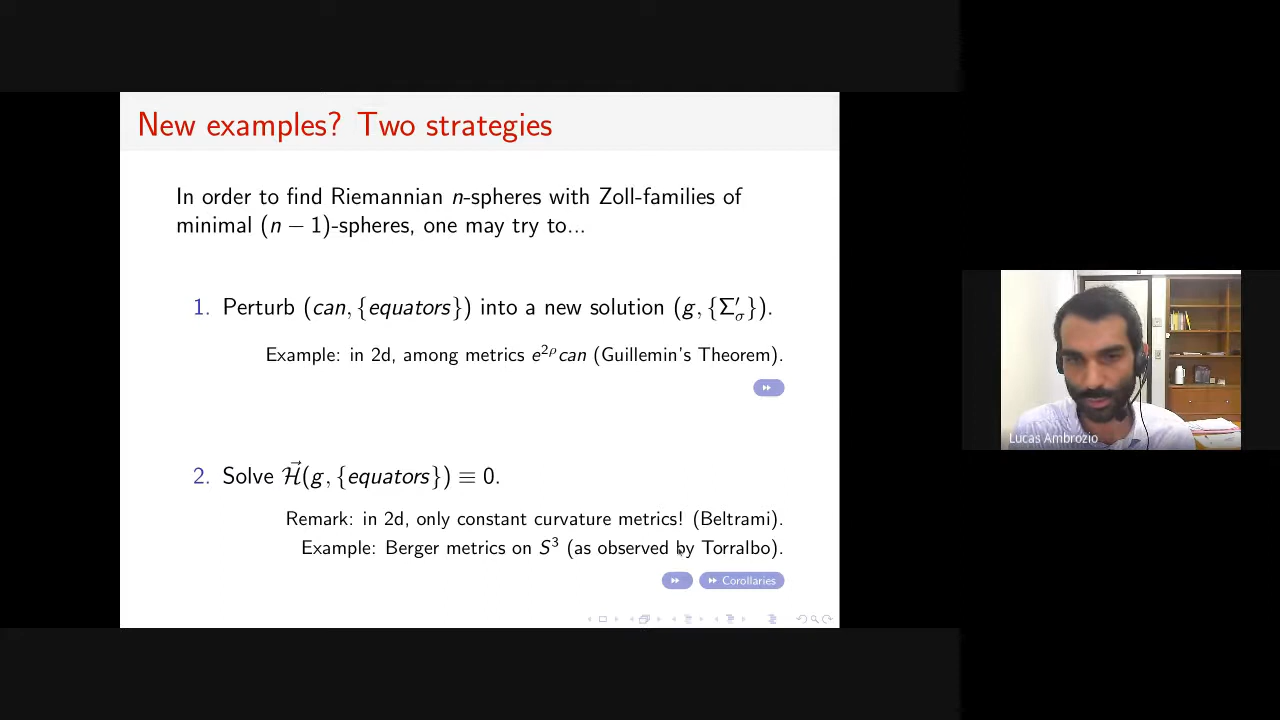 New examples? Two strategies
In order to find Riemannian n-spheres with Zoll-families of
minimal (n − 1)-spheres, one may try to...
1. Perturb (can, {equators}) into a new solution (g, {Σ′σ}).
Example: in 2d, among metrics e^{2ρ}can (Guillemin's Theorem).
2. Solve \vec{H}(g, {equators}) ≡ 0.
Remark: in 2d, only constant curvature metrics! (Beltrami).
Example: Berger metrics on S³ (as observed by Torralbo).
Corollaries
Lucas Ambrozio